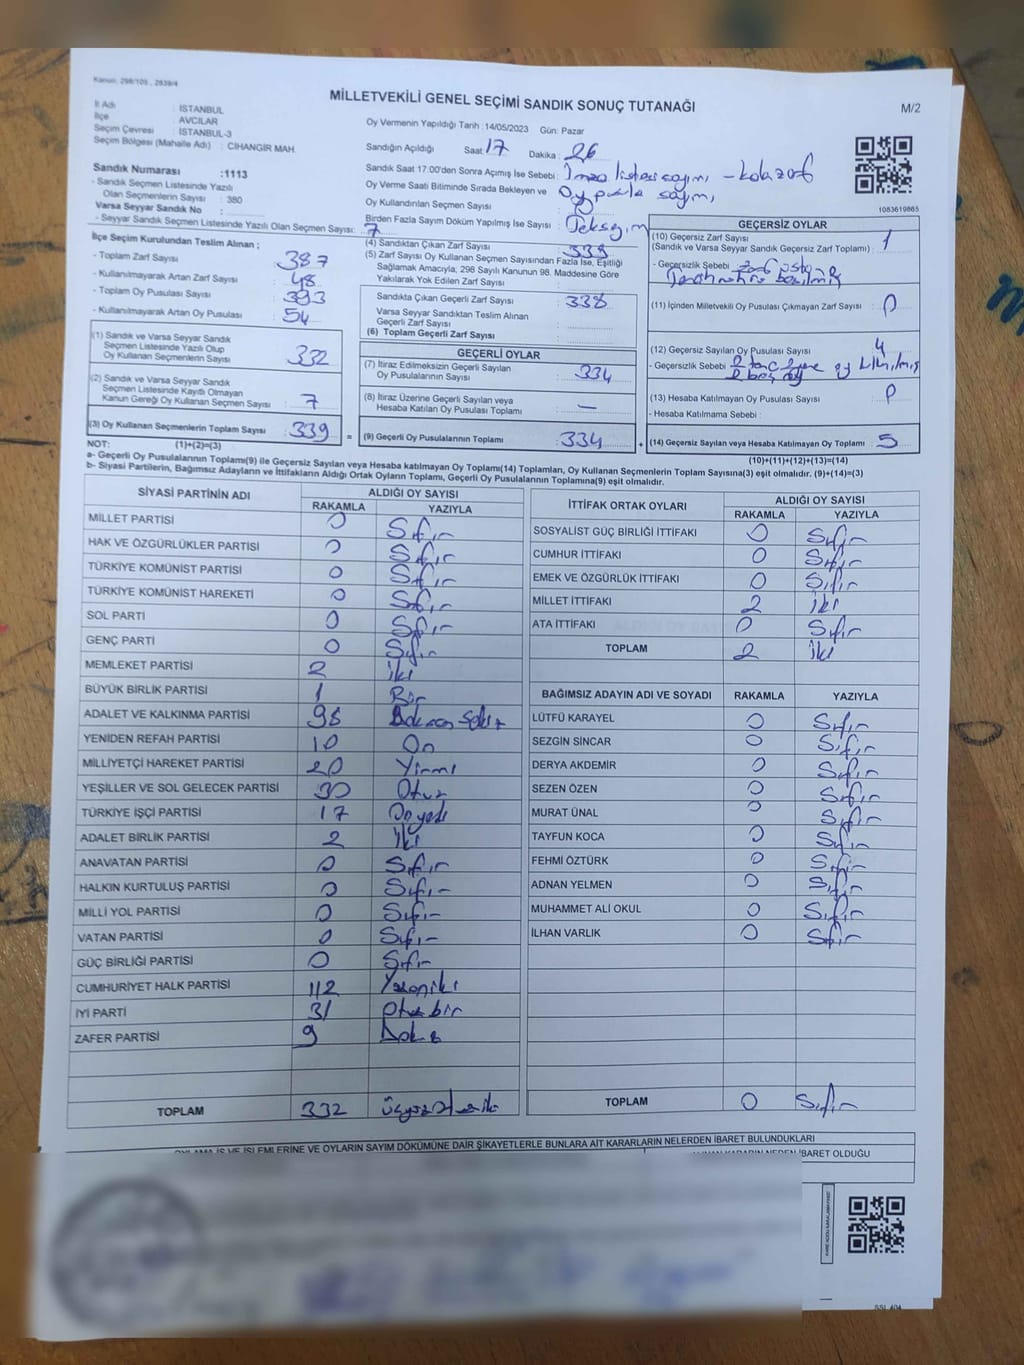 Kanun: 298/105 , 2839/4
MİLLETVEKİLİ GENEL SEÇİMİ SANDIK SONUÇ TUTANAĞI
M/2
İl Adı : İSTANBUL
İlçe : AVCILAR
Seçim Çevresi : İSTANBUL-3
Seçim Bölgesi (Mahalle Adı) : CİHANGİR MAH.
Oy Vermenin Yapıldığı Tarih :14/05/2023 Gün: Pazar
Sandığın Açıldığı Saat :17 Dakika : 26
Sandık Saat 17:00'den Sonra Açımış İse Sebebi :
Oy Verme Saati Bitiminde Sırada Bekleyen ve
Oy Kullandırılan Seçmen Sayısı :
Birden Fazla Sayım Döküm Yapılmış İse Sayısı :
1083619865
Sandık Numarası :1113
- Sandık Seçmen Listesinde Yazılı
Olan Seçmenlerin Sayısı : 380
Varsa Seyyar Sandık No :
- Seyyar Sandık Seçmen Listesinde Yazılı Olan Seçmen Sayısı: 7
İlçe Seçim Kurulundan Teslim Alınan ;
- Toplam Zarf Sayısı : 387
- Kullanılmayarak Artan Zarf Sayısı : 48
- Toplam Oy Pusulası Sayısı : 393
- Kullanılmayarak Artan Oy Pusulası : 54
(1) Sandık ve Varsa Seyyar Sandık
Seçmen Listesinde Yazılı Olup
Oy Kullanan Seçmenlerin Sayısı : 332
(2) Sandık ve Varsa Seyyar Sandık
Seçmen Listesinde Kayıtlı Olmayan
Kanun Gereği Oy Kullanan Seçmen Sayısı : 7
(3) Oy Kullanan Seçmenlerin Toplam Sayısı : 339
(4) Sandıktan Çıkan Zarf Sayısı : 339
(5) Zarf Sayısı Oy Kullanan Seçmen Sayısından Fazla İse, Eşitliği
Sağlamak Amacıyla; 298 Sayılı Kanunun 98. Maddesine Göre
Yakılarak Yok Edilen Zarf Sayısı :
Sandıkta Çıkan Geçerli Zarf Sayısı : 338
Varsa Seyyar Sandıktan Teslim Alınan
Geçerli Zarf Sayısı :
(6) Toplam Geçerli Zarf Sayısı :
GEÇERLİ OYLAR
(7) İtiraz Edilmeksizin Geçerli Sayılan
Oy Pusulalarının Sayısı : 334
(8) İtiraz Üzerine Geçerli Sayılan veya
Hesaba Katılan Oy Pusulası Toplamı : —
= (9) Geçerli Oy Pusulalarının Toplamı : 334 +
GEÇERSİZ OYLAR
(10) Geçersiz Zarf Sayısı : 1
(Sandık ve Varsa Seyyar Sandık Geçersiz Zarf Toplamı)
- Geçersizlik Sebebi :
(11) İçinden Milletvekili Oy Pusulası Çıkmayan Zarf Sayısı : 0
(12) Geçersiz Sayılan Oy Pusulası Sayısı : 4
- Geçersizlik Sebebi :
(13) Hesaba Katılmayan Oy Pusulası Sayısı : 0
- Hesaba Katılmama Sebebi :
(14) Geçersiz Sayılan veya Hesaba Katılmayan Oy Toplamı : 5
NOT: (1)+(2)=(3)
(10)+(11)+(12)+(13)=(14)
a- Geçerli Oy Pusulalarının Toplamı(9) ile Geçersiz Sayılan veya Hesaba katılmayan Oy Toplamı(14) Toplamları, Oy Kullanan Seçmenlerin Toplam Sayısına(3) eşit olmalıdır. (9)+(14)=(3)
b- Siyasi Partilerin, Bağımsız Adayların ve İttifakların Aldığı Ortak Oyların Toplamı, Geçerli Oy Pusulalarının Toplamına(9) eşit olmalıdır.
SİYASİ PARTİNİN ADI ALDIĞI OY SAYISI
RAKAMLA YAZIYLA
MİLLET PARTİSİ 0 Sıfır
HAK VE ÖZGÜRLÜKLER PARTİSİ 0 Sıfır
TÜRKİYE KOMÜNİST PARTİSİ 0 Sıfır
TÜRKİYE KOMÜNİST HAREKETİ 0 Sıfır
SOL PARTİ 0 Sıfır
GENÇ PARTİ 0 Sıfır
MEMLEKET PARTİSİ 2 İki
BÜYÜK BİRLİK PARTİSİ 1 Bir
ADALET VE KALKINMA PARTİSİ 98 Doksan Sekiz
YENİDEN REFAH PARTİSİ 10 On
MİLLİYETÇİ HAREKET PARTİSİ 20 Yirmi
YEŞİLLER VE SOL GELECEK PARTİSİ 30 Otuz
TÜRKİYE İŞÇİ PARTİSİ 17 Onyedi
ADALET BİRLİK PARTİSİ 2 İki
ANAVATAN PARTİSİ 0 Sıfır
HALKIN KURTULUŞ PARTİSİ 0 Sıfır
MİLLİ YOL PARTİSİ 0 Sıfır
VATAN PARTİSİ 0 Sıfır
GÜÇ BİRLİĞİ PARTİSİ 0 Sıfır
CUMHURİYET HALK PARTİSİ 112 Yüzoniki
İYİ PARTİ 31 Otuzbir
ZAFER PARTİSİ 9 Dokuz
TOPLAM 332 Üçyüzotuziki
İTTİFAK ORTAK OYLARI ALDIĞI OY SAYISI
RAKAMLA YAZIYLA
SOSYALİST GÜÇ BİRLİĞİ İTTİFAKI 0 Sıfır
CUMHUR İTTİFAKI 0 Sıfır
EMEK VE ÖZGÜRLÜK İTTİFAKI 0 Sıfır
MİLLET İTTİFAKI 2 İki
ATA İTTİFAKI 0 Sıfır
TOPLAM 2 İki
BAĞIMSIZ ADAYIN ADI VE SOYADI RAKAMLA YAZIYLA
LÜTFÜ KARAYEL 0 Sıfır
SEZGİN SİNCAR 0 Sıfır
DERYA AKDEMİR 0 Sıfır
SEZEN ÖZEN 0 Sıfır
MURAT ÜNAL 0 Sıfır
TAYFUN KOCA 0 Sıfır
FEHMİ ÖZTÜRK 0 Sıfır
ADNAN YELMEN 0 Sıfır
MUHAMMET ALİ OKUL 0 Sıfır
İLHAN VARLIK 0 Sıfır
TOPLAM 0 Sıfır
OYLAMA İŞ VE İŞLEMLERİNE VE OYLARIN SAYIM DÖKÜMÜNE DAİR ŞİKAYETLERLE BUNLARA AİT KARARLARIN NELERDEN İBARET BULUNDUKLARI
İBARET OLDUĞU
SSL 404